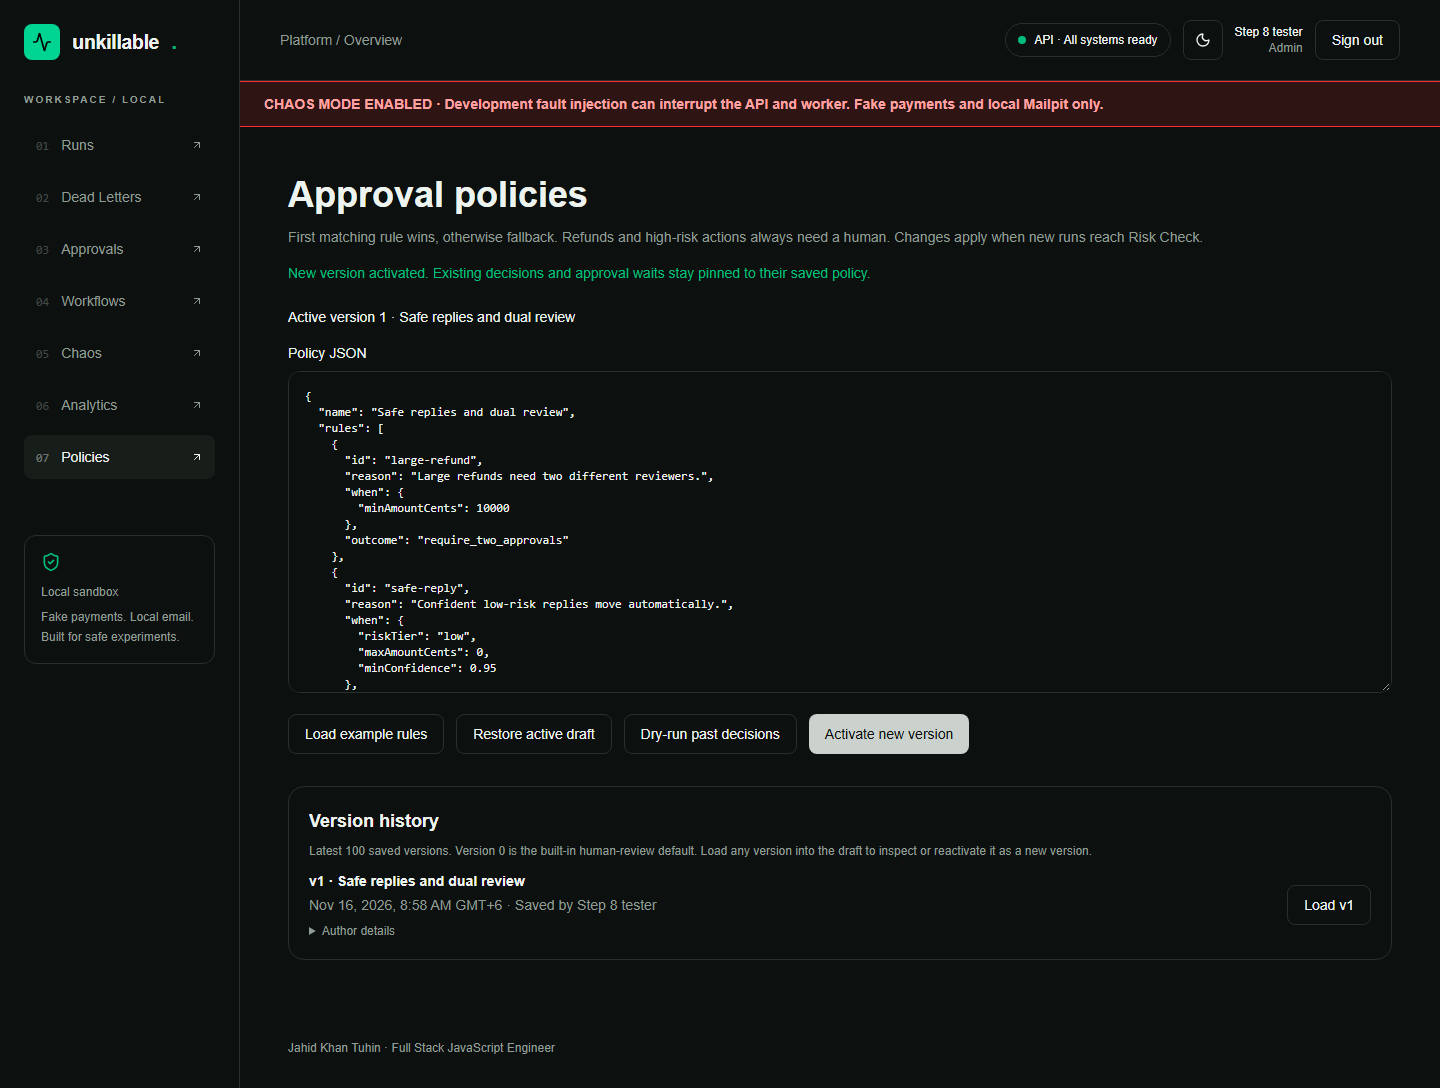 unkillable .
WORKSPACE / LOCAL
01 Runs
02 Dead Letters
03 Approvals
04 Workflows
05 Chaos
06 Analytics
07 Policies
Local sandbox
Fake payments. Local email.
Built for safe experiments.
Platform / Overview
API · All systems ready
Step 8 tester
Admin
Sign out
CHAOS MODE ENABLED · Development fault injection can interrupt the API and worker. Fake payments and local Mailpit only.
Approval policies
First matching rule wins, otherwise fallback. Refunds and high-risk actions always need a human. Changes apply when new runs reach Risk Check.
New version activated. Existing decisions and approval waits stay pinned to their saved policy.
Active version 1 · Safe replies and dual review
Policy JSON
{
  "name": "Safe replies and dual review",
  "rules": [
    {
      "id": "large-refund",
      "reason": "Large refunds need two different reviewers.",
      "when": {
        "minAmountCents": 10000
      },
      "outcome": "require_two_approvals"
    },
    {
      "id": "safe-reply",
      "reason": "Confident low-risk replies move automatically.",
      "when": {
        "riskTier": "low",
        "maxAmountCents": 0,
        "minConfidence": 0.95
      },
Load example rules
Restore active draft
Dry-run past decisions
Activate new version
Version history
Latest 100 saved versions. Version 0 is the built-in human-review default. Load any version into the draft to inspect or reactivate it as a new version.
v1 · Safe replies and dual review
Nov 16, 2026, 8:58 AM GMT+6 · Saved by Step 8 tester
Author details
Load v1
Jahid Khan Tuhin · Full Stack JavaScript Engineer